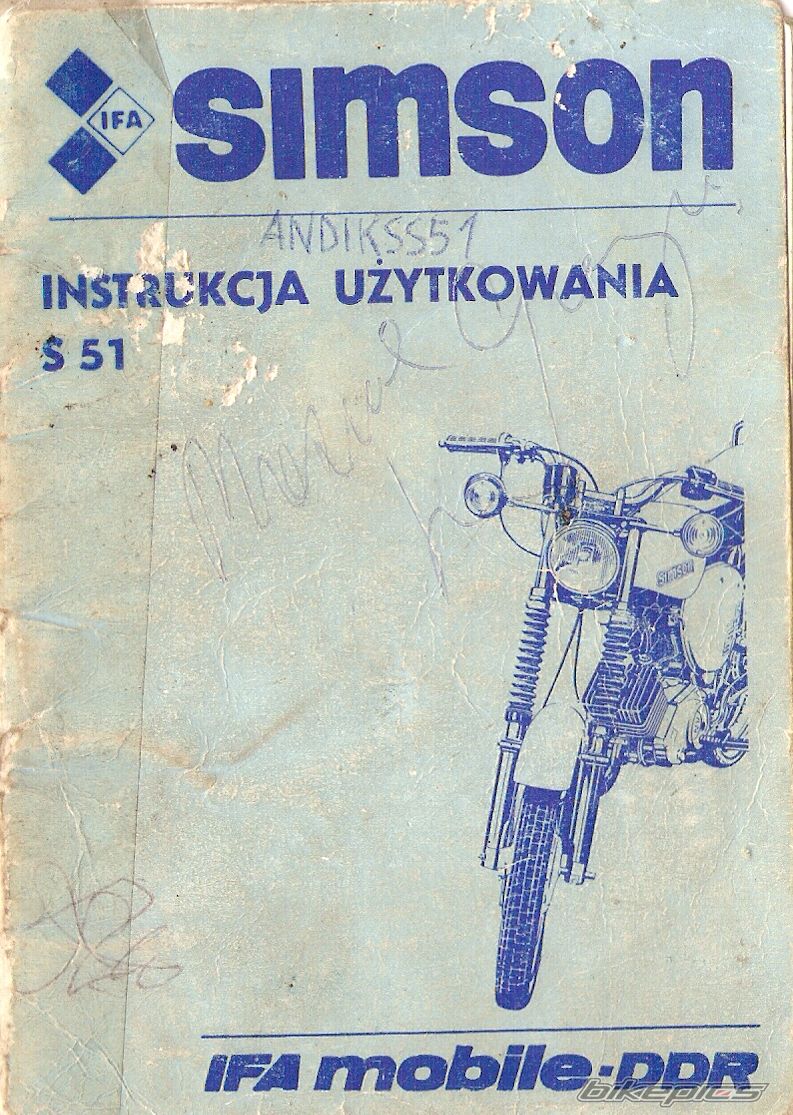 IFA SIMSON
ANDIKSS51
INSTRUKCJA UŻYTKOWANIA
S 51
SIMSON
IFA mobile-DDR
bikepics